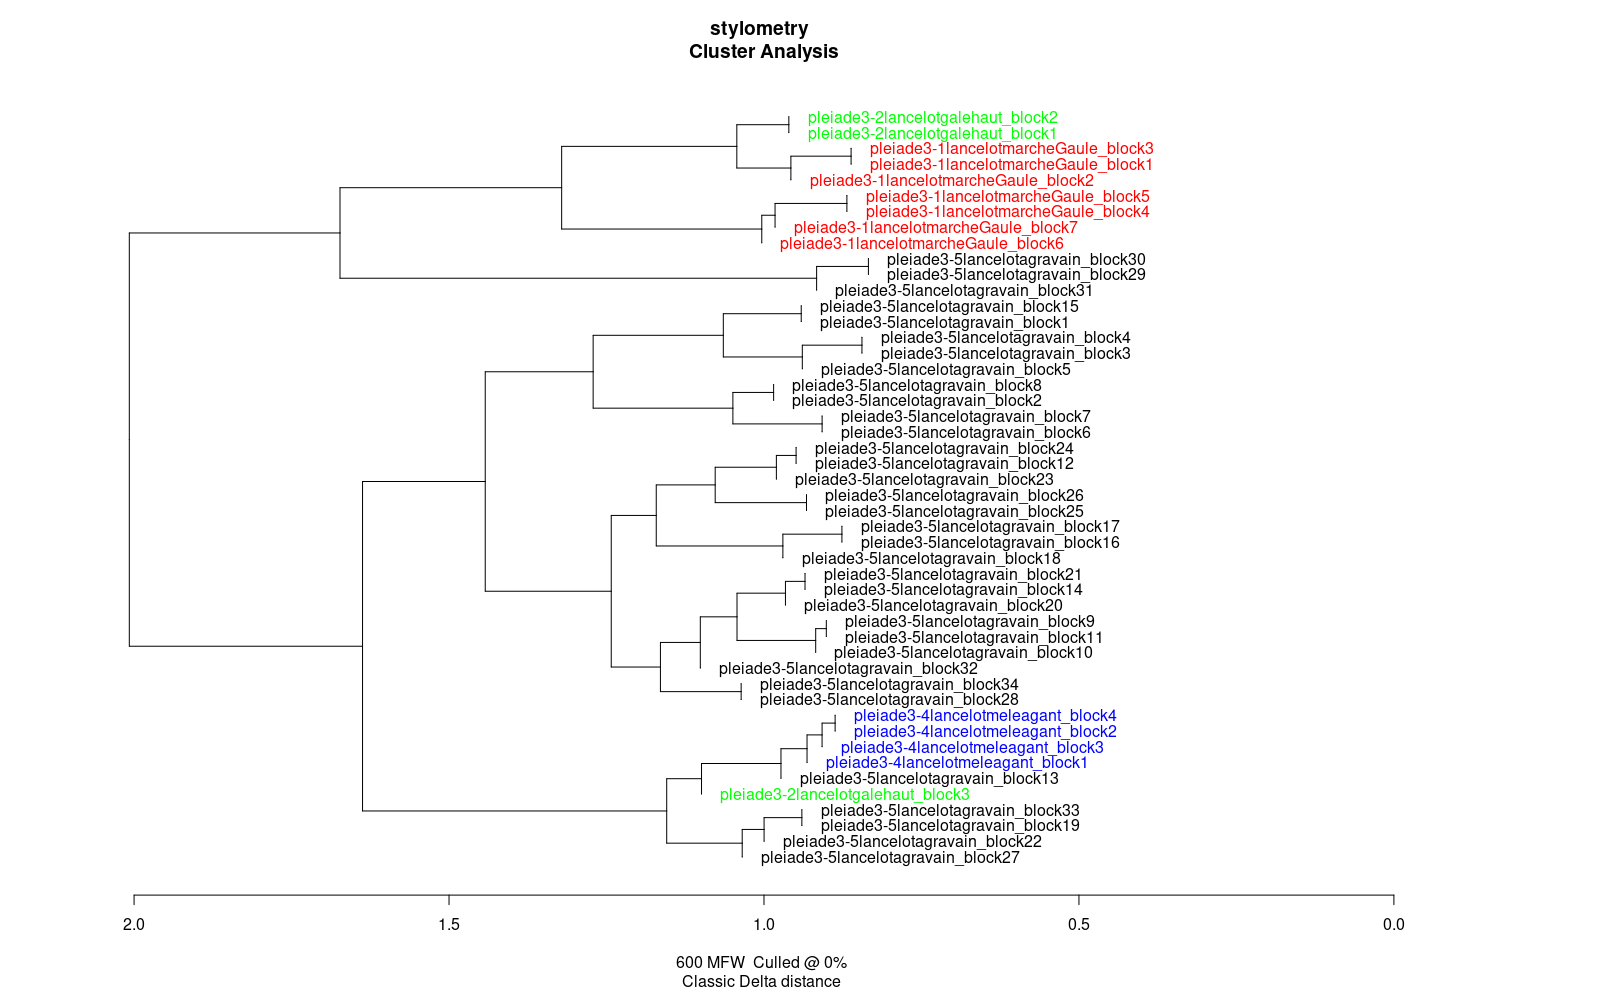 stylometry
Cluster Analysis
pleiade3-2lancelotgalehaut_block2
pleiade3-2lancelotgalehaut_block1
pleiade3-1lancelotmarcheGaule_block3
pleiade3-1lancelotmarcheGaule_block1
pleiade3-1lancelotmarcheGaule_block2
pleiade3-1lancelotmarcheGaule_block5
pleiade3-1lancelotmarcheGaule_block4
pleiade3-1lancelotmarcheGaule_block7
pleiade3-1lancelotmarcheGaule_block6
pleiade3-5lancelotagravain_block30
pleiade3-5lancelotagravain_block29
pleiade3-5lancelotagravain_block31
pleiade3-5lancelotagravain_block15
pleiade3-5lancelotagravain_block1
pleiade3-5lancelotagravain_block4
pleiade3-5lancelotagravain_block3
pleiade3-5lancelotagravain_block5
pleiade3-5lancelotagravain_block8
pleiade3-5lancelotagravain_block2
pleiade3-5lancelotagravain_block7
pleiade3-5lancelotagravain_block6
pleiade3-5lancelotagravain_block24
pleiade3-5lancelotagravain_block12
pleiade3-5lancelotagravain_block23
pleiade3-5lancelotagravain_block26
pleiade3-5lancelotagravain_block25
pleiade3-5lancelotagravain_block17
pleiade3-5lancelotagravain_block16
pleiade3-5lancelotagravain_block18
pleiade3-5lancelotagravain_block21
pleiade3-5lancelotagravain_block14
pleiade3-5lancelotagravain_block20
pleiade3-5lancelotagravain_block9
pleiade3-5lancelotagravain_block11
pleiade3-5lancelotagravain_block10
pleiade3-5lancelotagravain_block32
pleiade3-5lancelotagravain_block34
pleiade3-5lancelotagravain_block28
pleiade3-4lancelotmeleagant_block4
pleiade3-4lancelotmeleagant_block2
pleiade3-4lancelotmeleagant_block3
pleiade3-4lancelotmeleagant_block1
pleiade3-5lancelotagravain_block13
pleiade3-2lancelotgalehaut_block3
pleiade3-5lancelotagravain_block33
pleiade3-5lancelotagravain_block19
pleiade3-5lancelotagravain_block22
pleiade3-5lancelotagravain_block27
2.0 1.5 1.0 0.5 0.0
600 MFW Culled @ 0%
Classic Delta distance